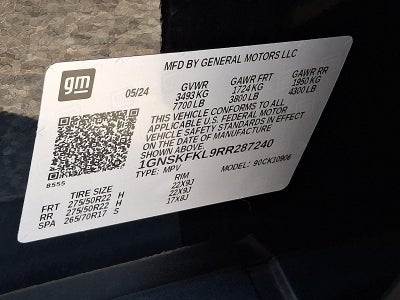 gm
MFD BY GENERAL MOTORS LLC
05/24 GVWR GAWR FRT GAWR RR
3493 KG 1724 KG 1950 KG
7700 LB 3800 LB 4300 LB
THIS VEHICLE CONFORMS TO ALL
APPLICABLE U.S. FEDERAL MOTOR
VEHICLE SAFETY STANDARDS IN EFFECT
ON THE DATE OF MANUFACTURE
SHOWN ABOVE.
1GNSKFKL9RR287240
TYPE: MPV MODEL: 90CK10906
8555
TIRE SIZE RIM
FRT 275/50R22 H 22X9J
RR 275/50R22 H 22X9J
SPA 265/70R17 S 17X8J